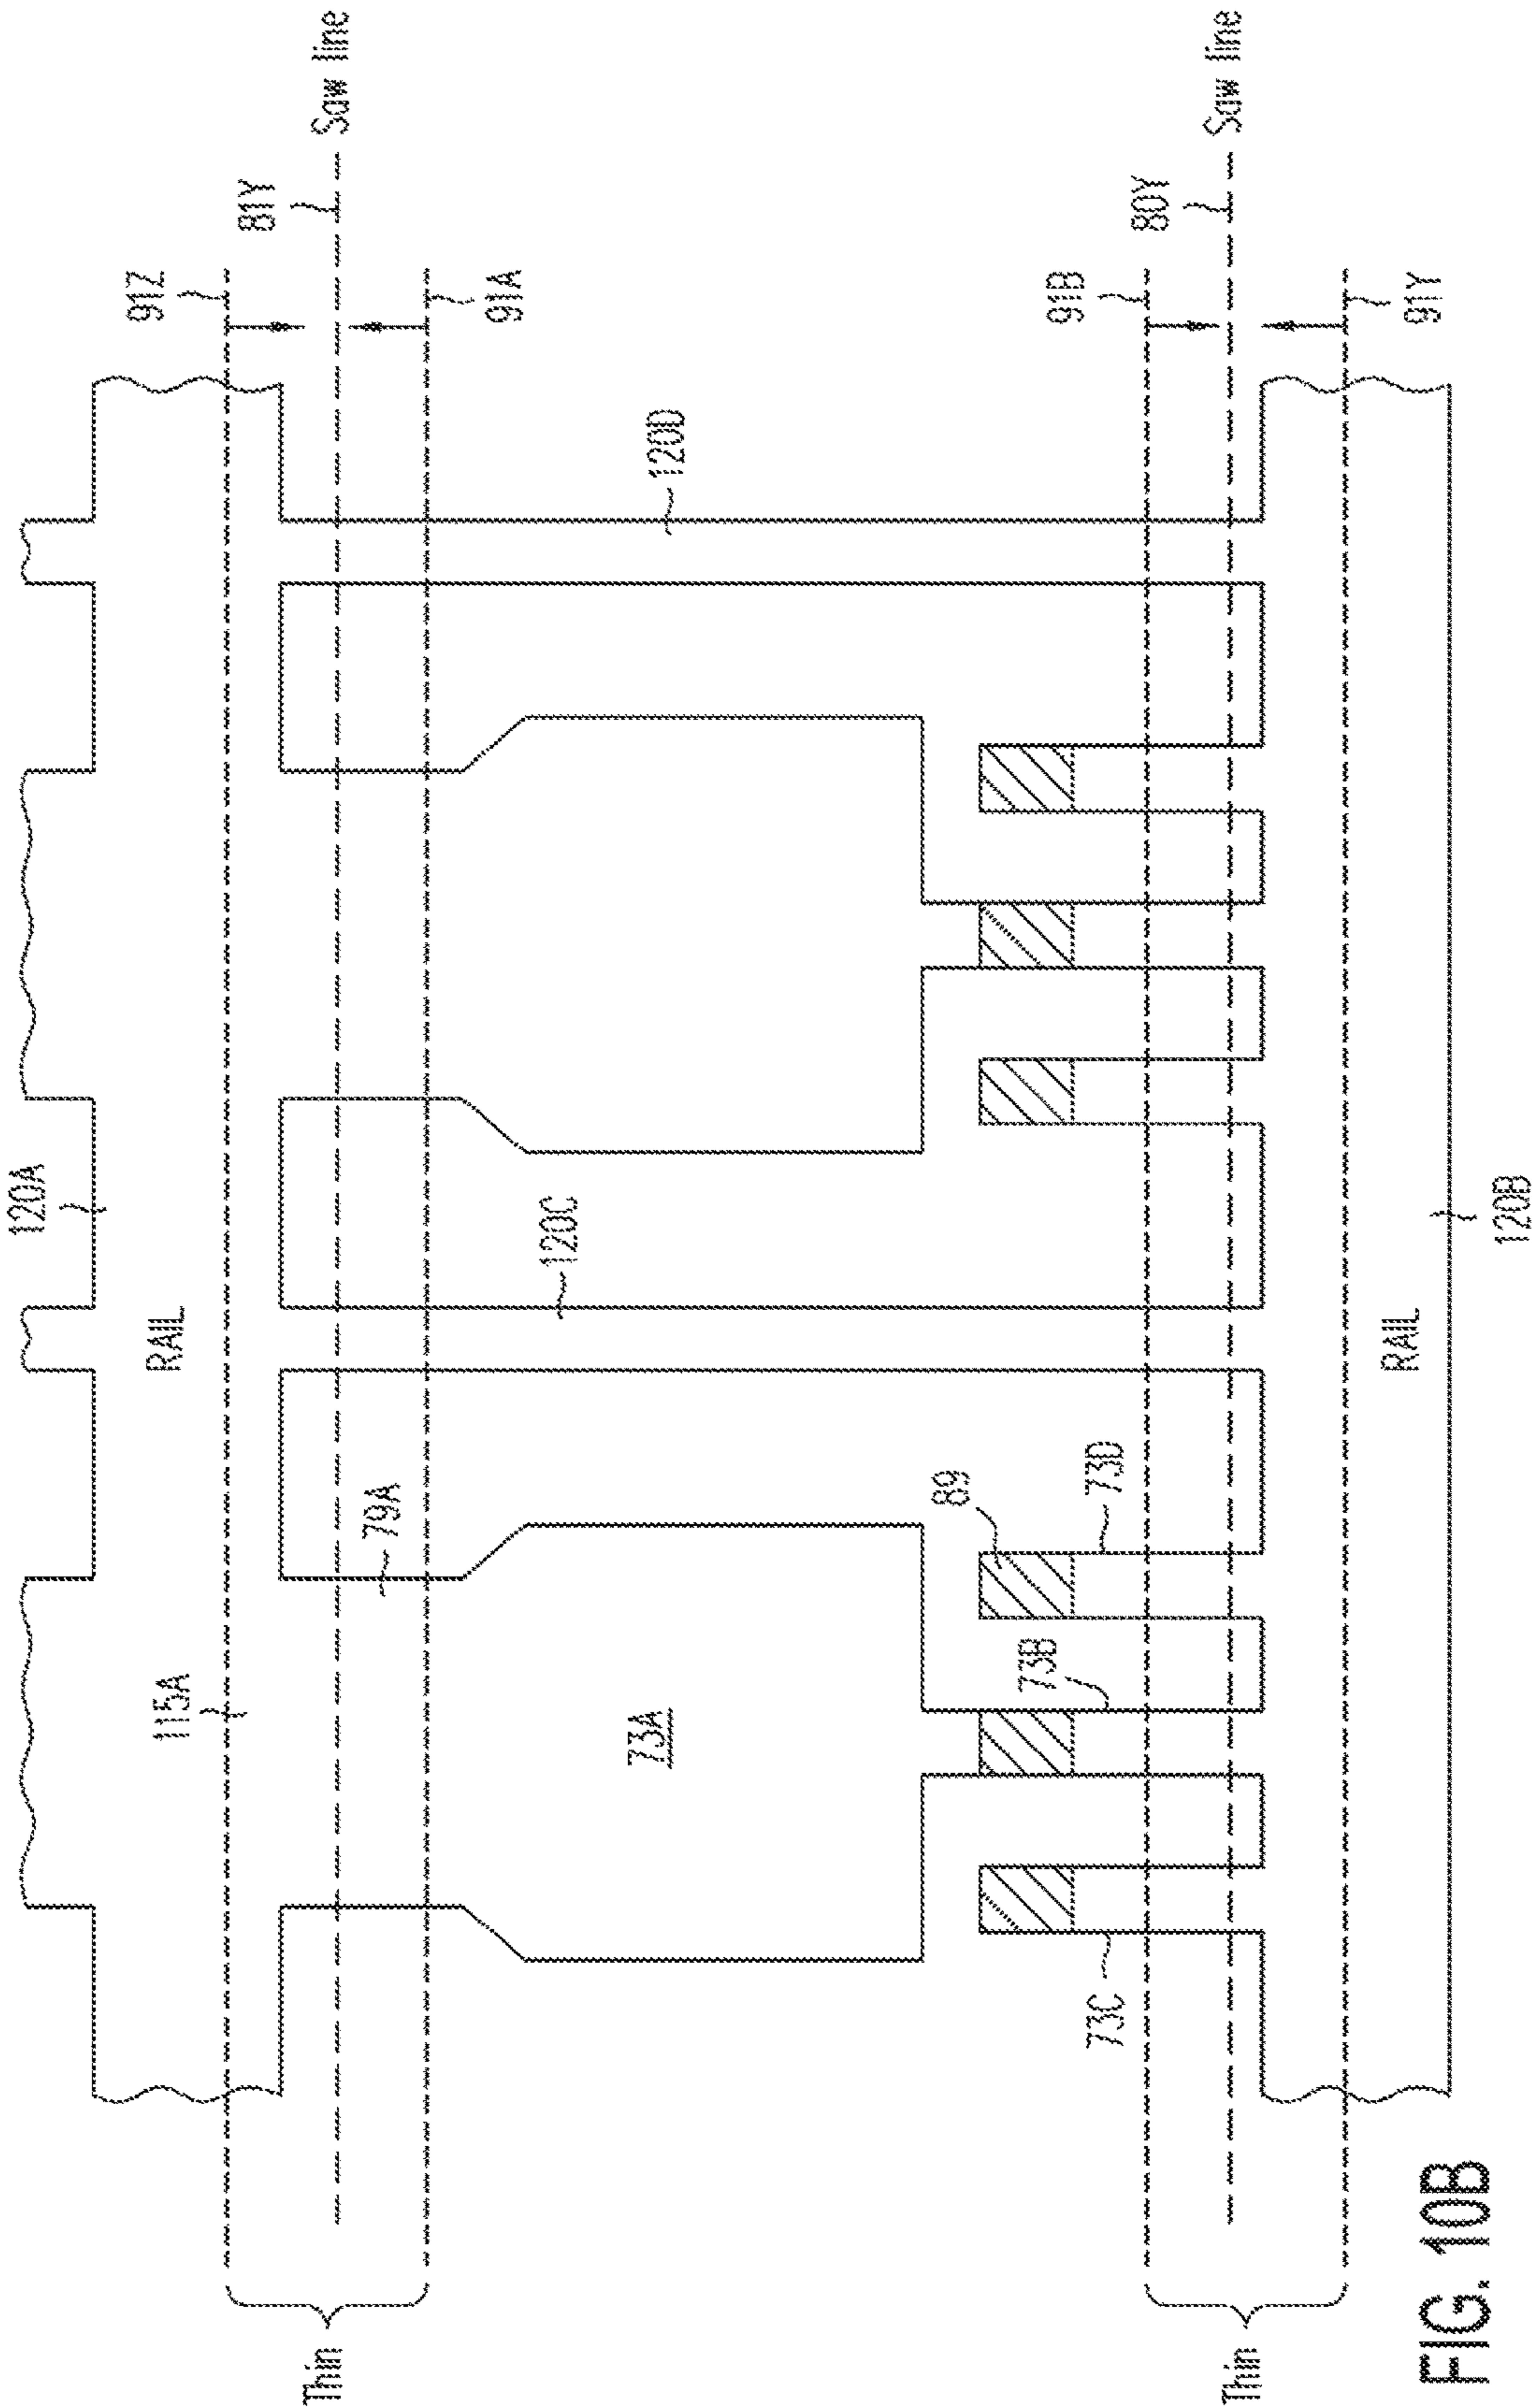 Saw line
81Y
91Z
91A
120D
120A
RAIL
120C
79A
115A
73A
Saw line
80Y
91B
91Y
120B
RAIL
89
73D
73B
73C
Thin
Thin
FIG. 10B